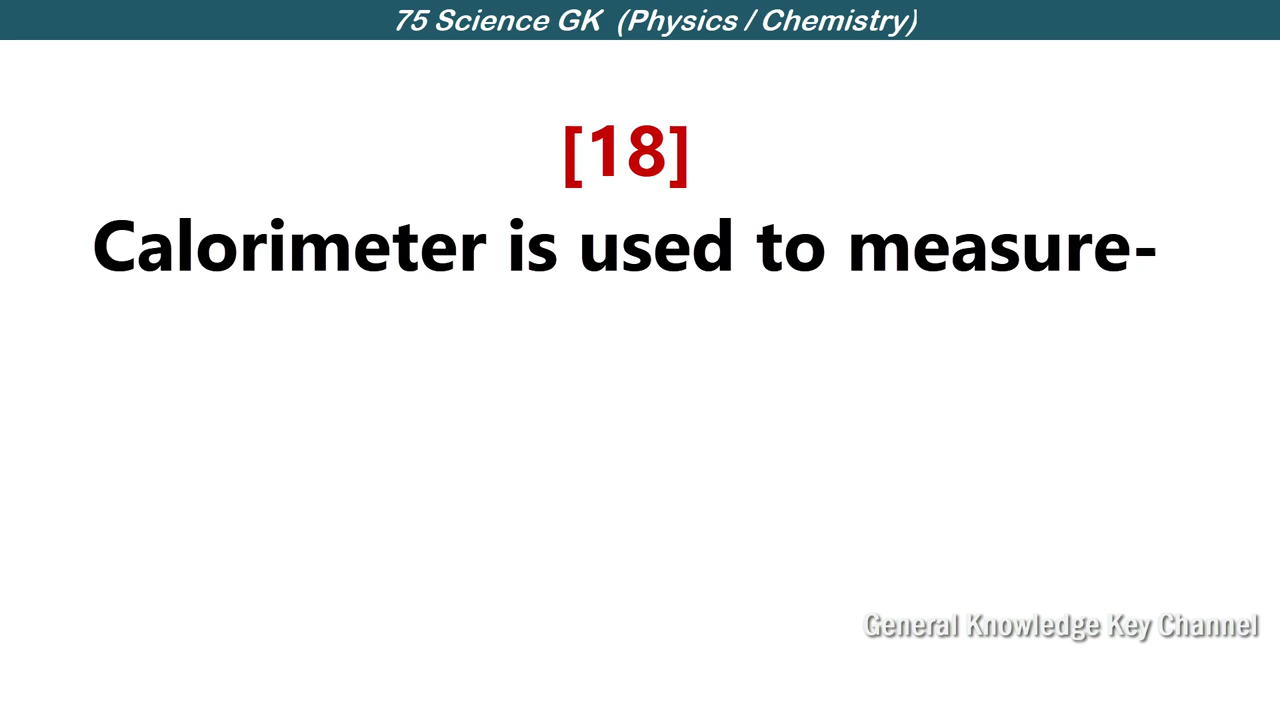 75 Science GK (Physics / Chemistry)
[18]
Calorimeter is used to measure-
General Knowledge Key Channel